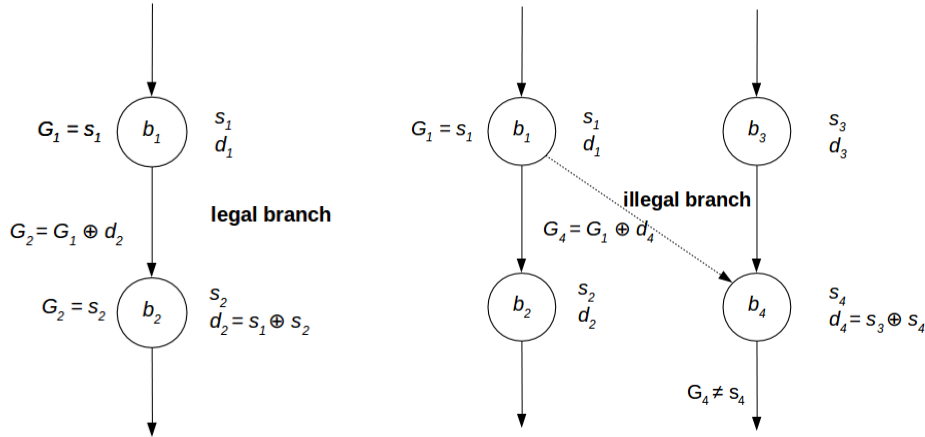 G₁ = s₁
b₁
s₁
d₁
legal branch
G₂ = G₁ ⊕ d₂
G₂ = s₂
b₂
s₂
d₂ = s₁ ⊕ s₂
G₁ = s₁
b₁
s₁
d₁
b₃
s₃
d₃
illegal branch
G₄ = G₁ ⊕ d₄
b₂
s₂
d₂
b₄
s₄
d₄ = s₃ ⊕ s₄
G₄ ≠ s₄